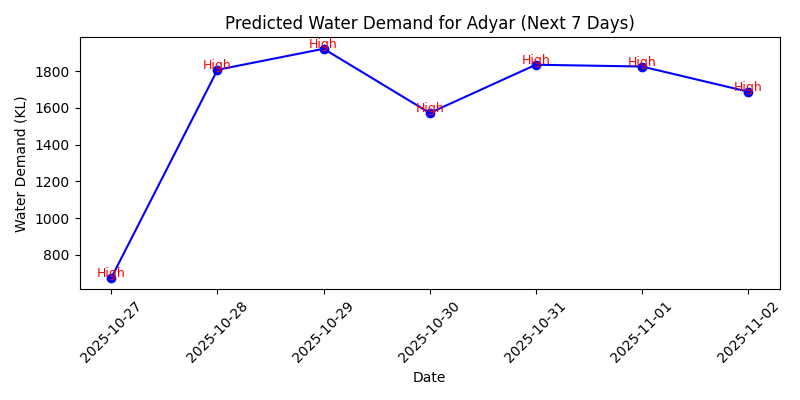 Predicted Water Demand for Adyar (Next 7 Days)
Water Demand (KL)
1800
1600
1400
1200
1000
800
High
High
High
High
High
High
High
2025-10-27
2025-10-28
2025-10-29
2025-10-30
2025-10-31
2025-11-01
2025-11-02
Date